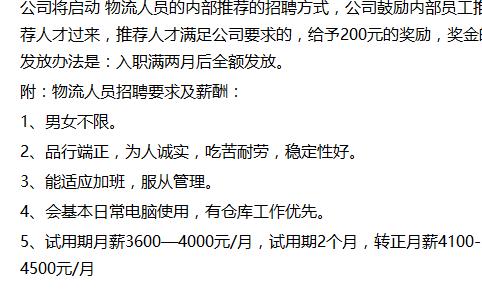 公司将启动 物流人员的内部推荐的招聘方式，公司鼓励内部员工推
荐人才过来，推荐人才满足公司要求的，给予200元的奖励，奖金的
发放办法是：入职满两月后全额发放。
附：物流人员招聘要求及薪酬：
1、男女不限。
2、品行端正，为人诚实，吃苦耐劳，稳定性好。
3、能适应加班，服从管理。
4、会基本日常电脑使用，有仓库工作优先。
5、试用期月薪3600—4000元/月，试用期2个月，转正月薪4100-
4500元/月